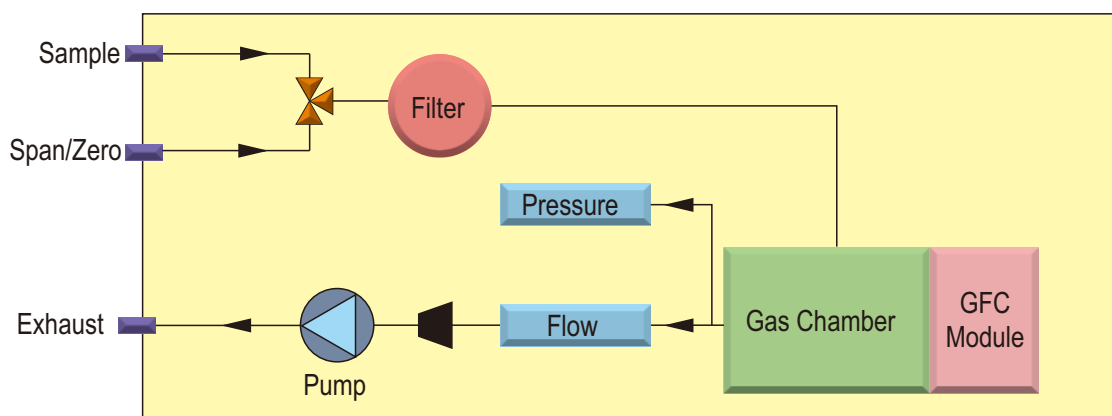 Sample
Filter
Span/Zero
Pressure
Exhaust
Flow
Gas Chamber
GFC
Module
Pump